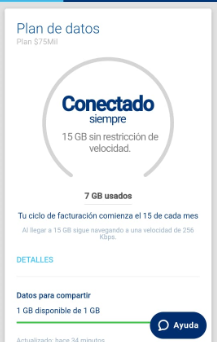 Plan de datos
Plan $75Mil
Conectado
siempre
15 GB sin restricción de
velocidad.
7 GB usados
Tu ciclo de facturación comienza el 15 de cada mes
Al llegar a 15 GB sigue navegando a una velocidad de 256
Kbps.
DETALLES
Datos para compartir
1 GB disponible de 1 GB
Ayuda
Actualizado: hace 34 minutos